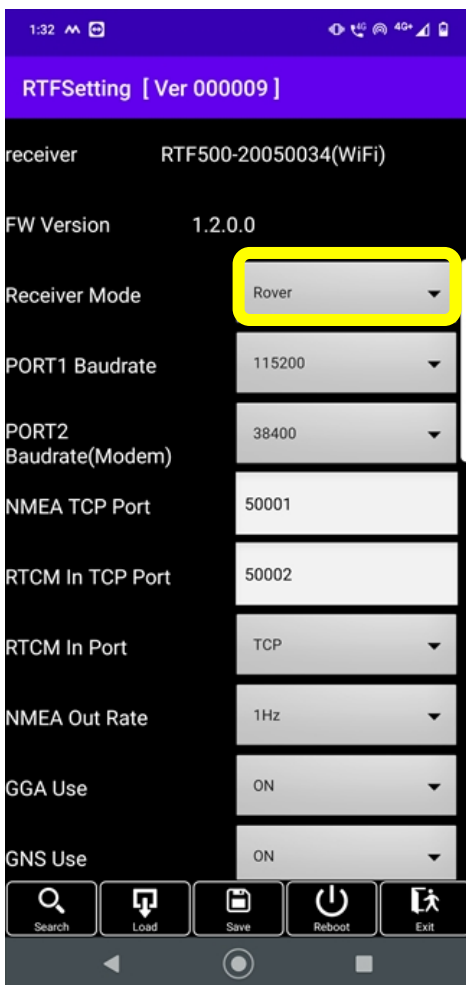 1:32 4G 4G+
RTFSetting [ Ver 000009 ]
receiver RTF500-20050034(WiFi)
FW Version 1.2.0.0
Receiver Mode Rover
PORT1 Baudrate 115200
PORT2
Baudrate(Modem) 38400
NMEA TCP Port 50001
RTCM In TCP Port 50002
RTCM In Port TCP
NMEA Out Rate 1Hz
GGA Use ON
GNS Use ON
Search Load Save Reboot Exit